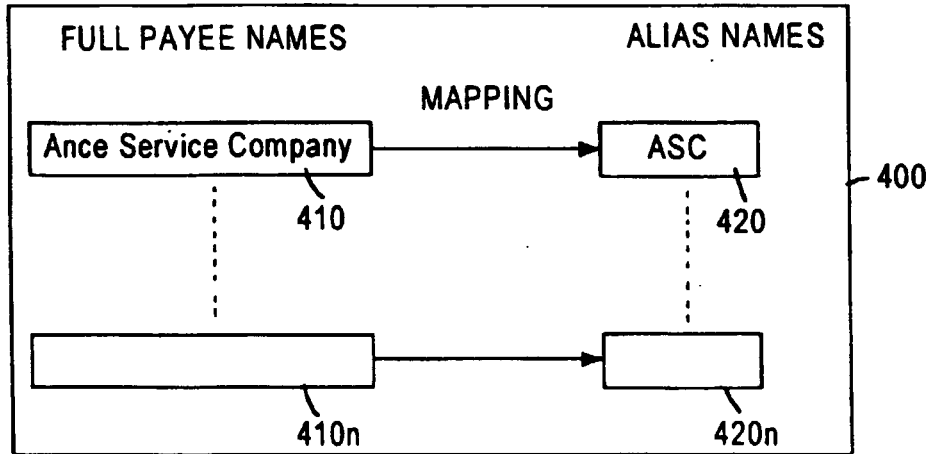 FULL PAYEE NAMES ALIAS NAMES
MAPPING
Ance Service Company ASC
400
410 420
410n 420n